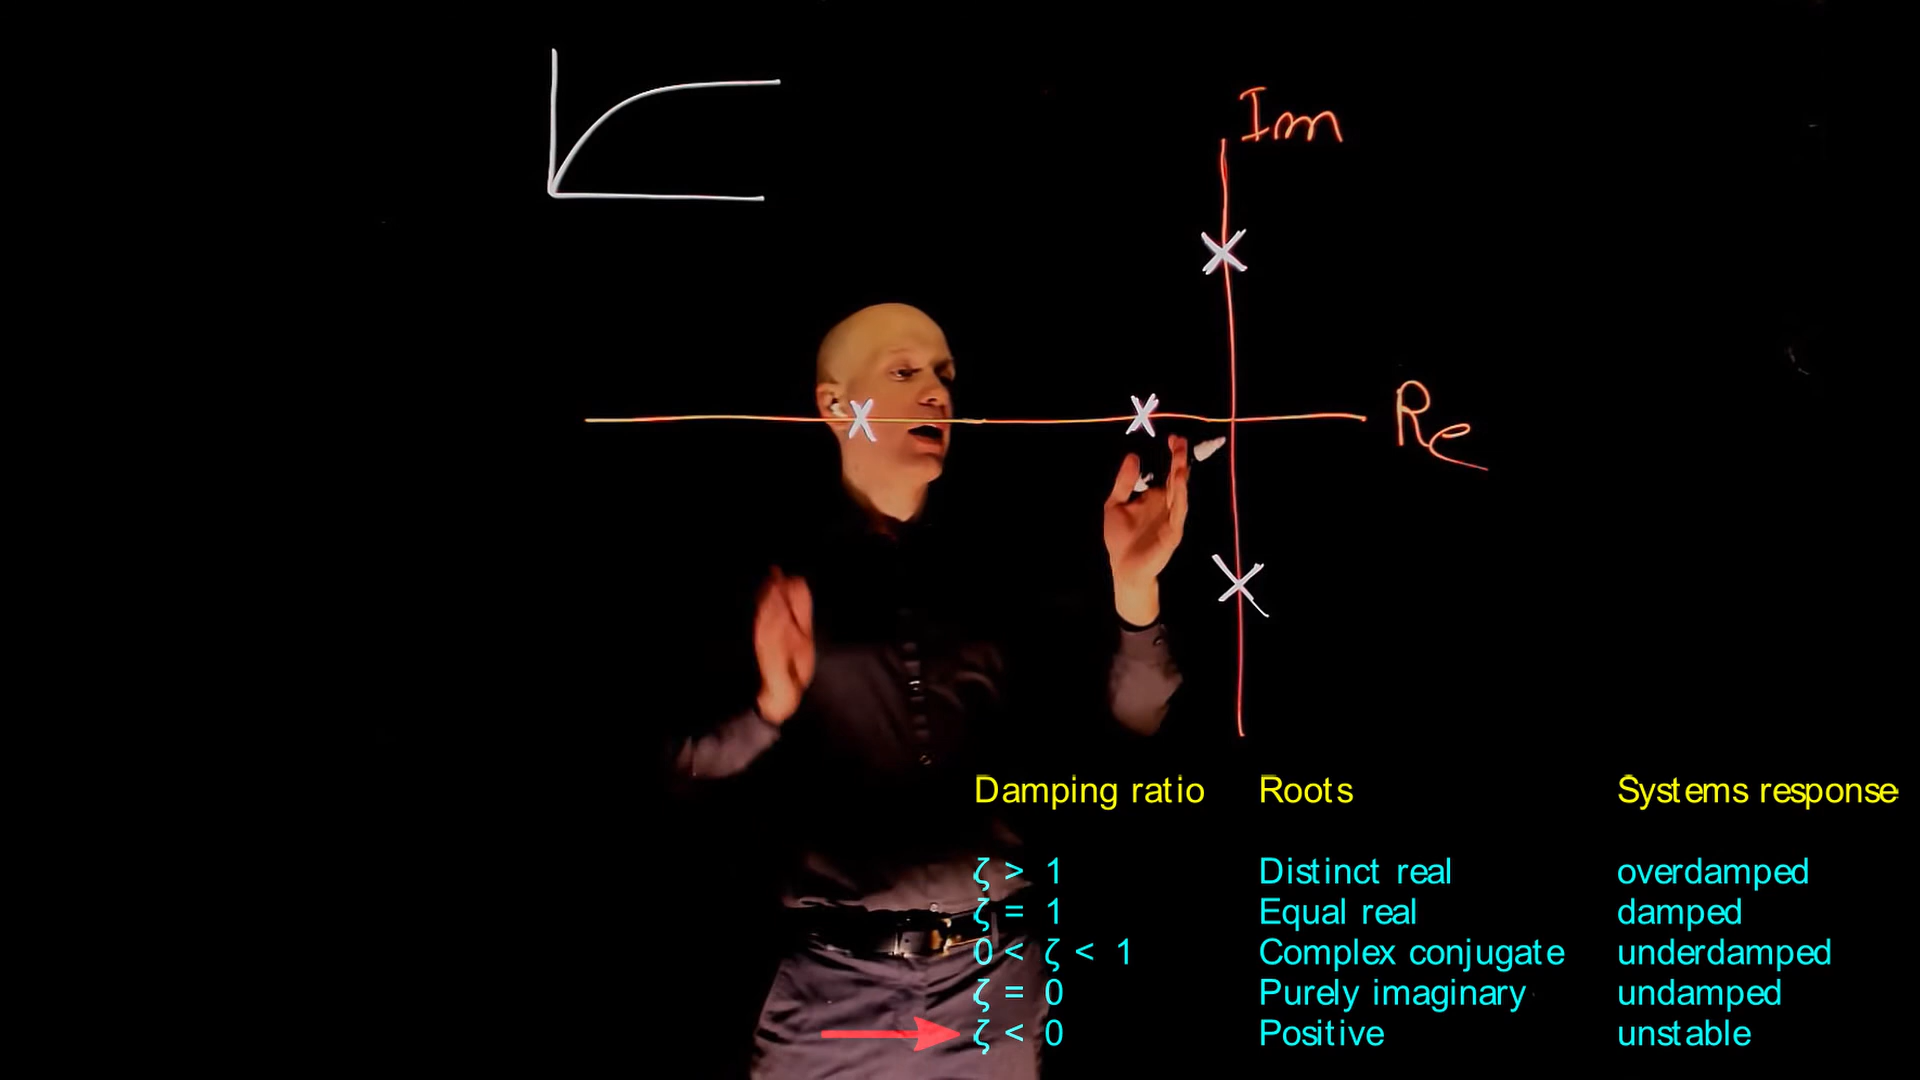 Im
Re
Damping ratio Roots Systems response
ζ > 1 Distinct real overdamped
ζ = 1 Equal real damped
0 < ζ < 1 Complex conjugate underdamped
ζ = 0 Purely imaginary undamped
ζ < 0 Positive unstable